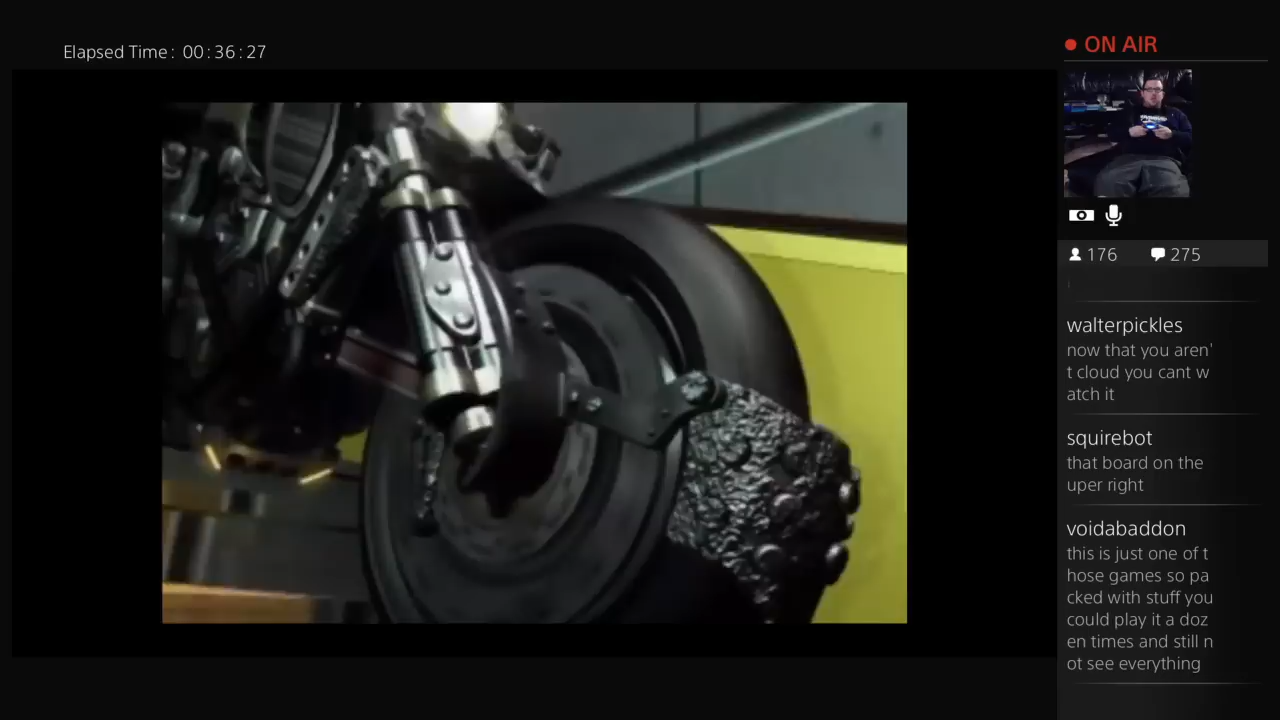 Elapsed Time: 00:36:27
ON AIR
176 275
walterpickles
now that you aren'
t cloud you cant w
atch it
squirebot
that board on the
uper right
voidabaddon
this is just one of t
hose games so pa
cked with stuff you
could play it a doz
en times and still n
ot see everything